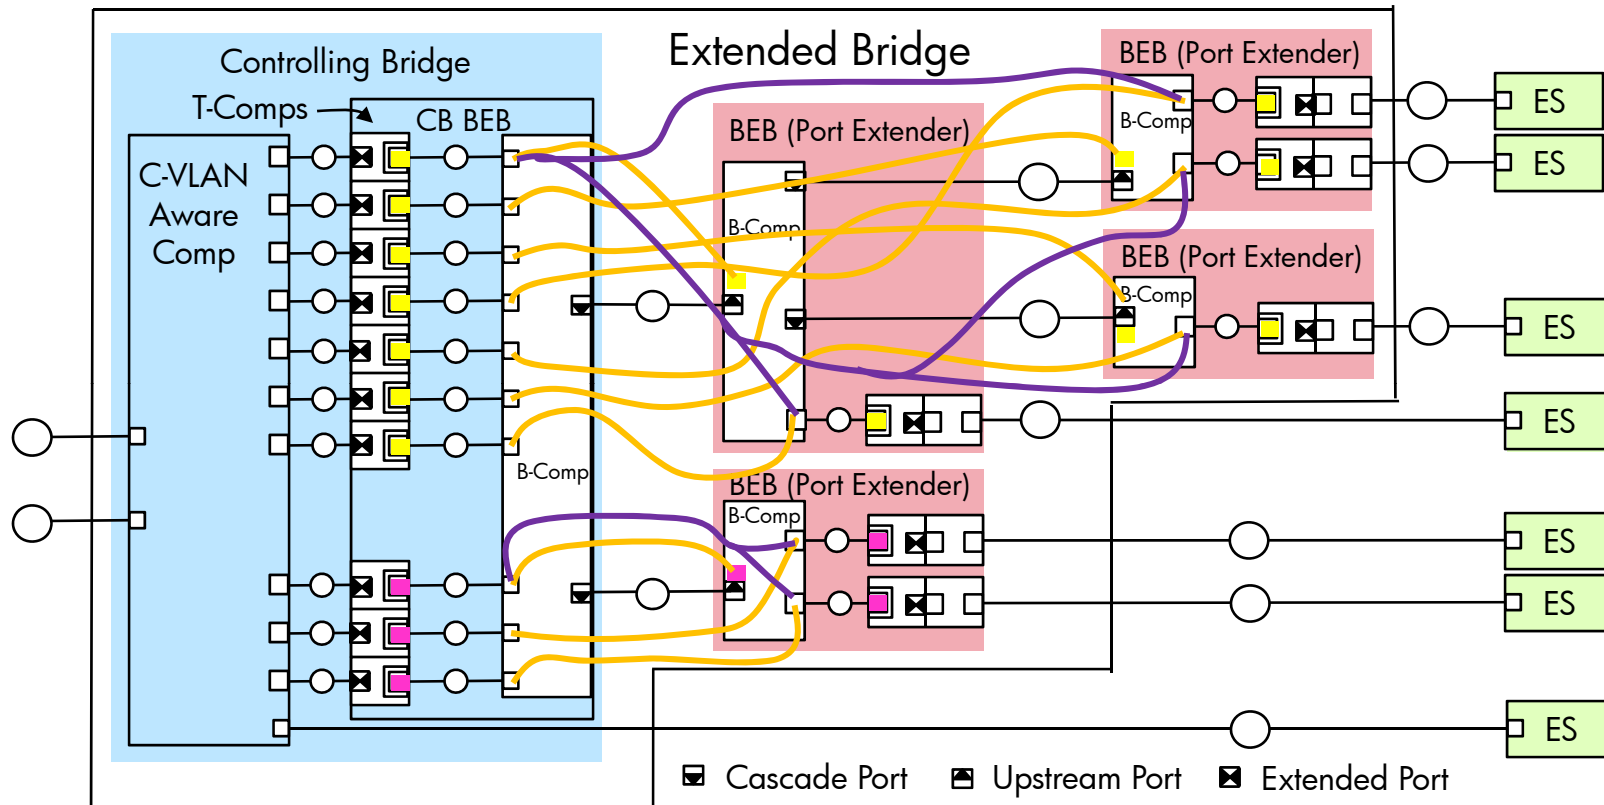 Extended Bridge
Controlling Bridge
T-Comps
CB BEB
C-VLAN
Aware
Comp
B-Comp
BEB (Port Extender)
B-Comp
BEB (Port Extender)
B-Comp
BEB (Port Extender)
B-Comp
BEB (Port Extender)
B-Comp
ES
ES
ES
ES
ES
ES
ES
Cascade Port
Upstream Port
Extended Port